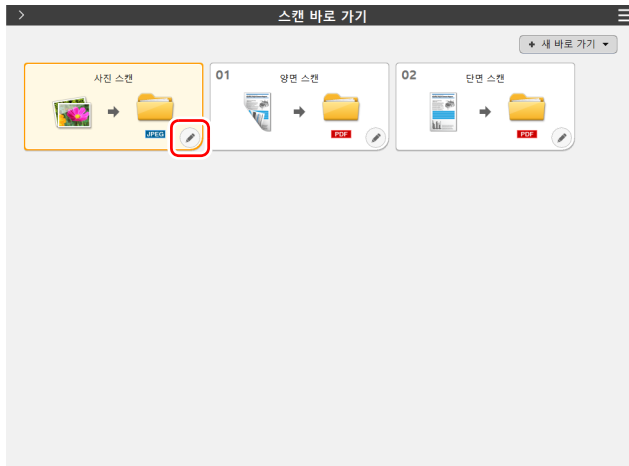 스캔 바로 가기
+ 새 바로 가기
사진 스캔
JPEG
01 양면 스캔
PDF
02 단면 스캔
PDF